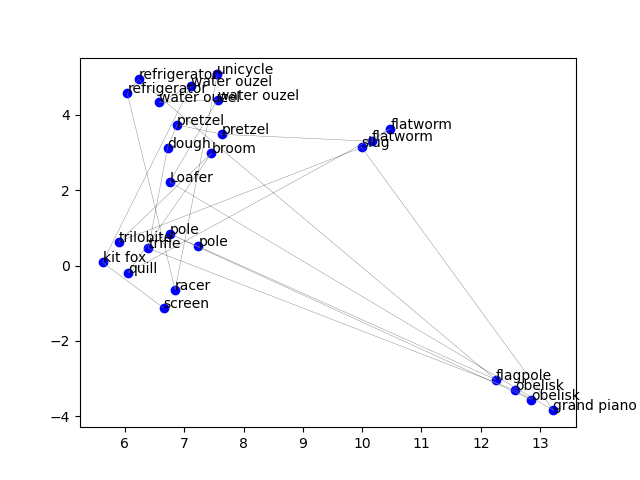 unicycle
refrigerator
water ouzel
refrigerator
water ouzel
water ouzel
4
pretzel
flatworm
pretzel
flatworm
dough
broom
slug
Loafer
2
pole
trilobite
trifle
pole
0
kit fox
quill
racer
screen
−2
flagpole
obelisk
obelisk
grand piano
−4
6 7 8 9 10 11 12 13